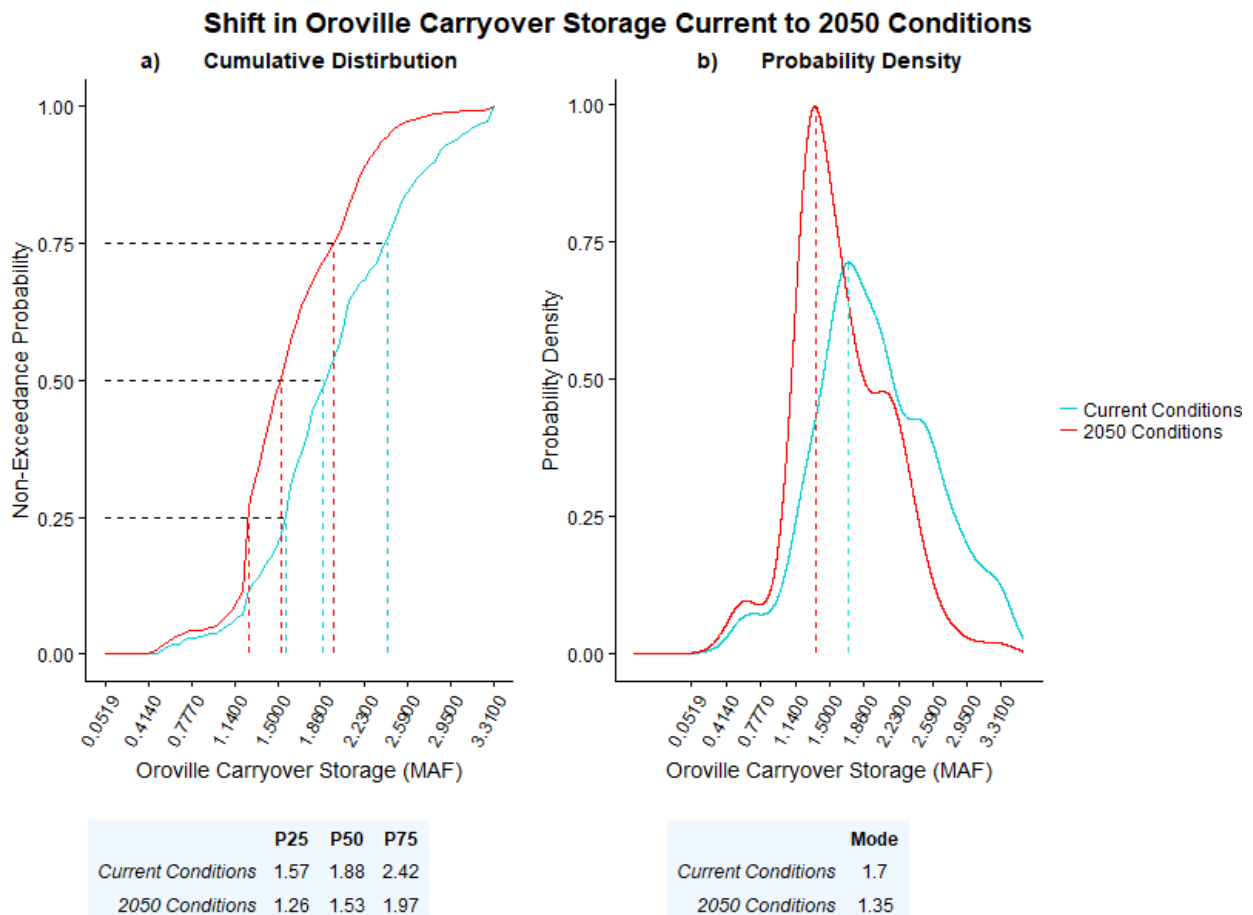 Shift in Oroville Carryover Storage Current to 2050 Conditions
a) Cumulative Distirbution
b) Probability Density
Non-Exceedance Probability
1.00
0.75
0.50
0.25
0.00
0.0519 0.4140 0.7770 1.1400 1.5000 1.8600 2.2300 2.5900 2.9500 3.3100
Oroville Carryover Storage (MAF)
Probability Density
1.00
0.75
0.50
0.25
0.00
0.0519 0.4140 0.7770 1.1400 1.5000 1.8600 2.2300 2.5900 2.9500 3.3100
Oroville Carryover Storage (MAF)
Current Conditions
2050 Conditions
P25 P50 P75
Current Conditions 1.57 1.88 2.42
2050 Conditions 1.26 1.53 1.97
Mode
Current Conditions 1.7
2050 Conditions 1.35